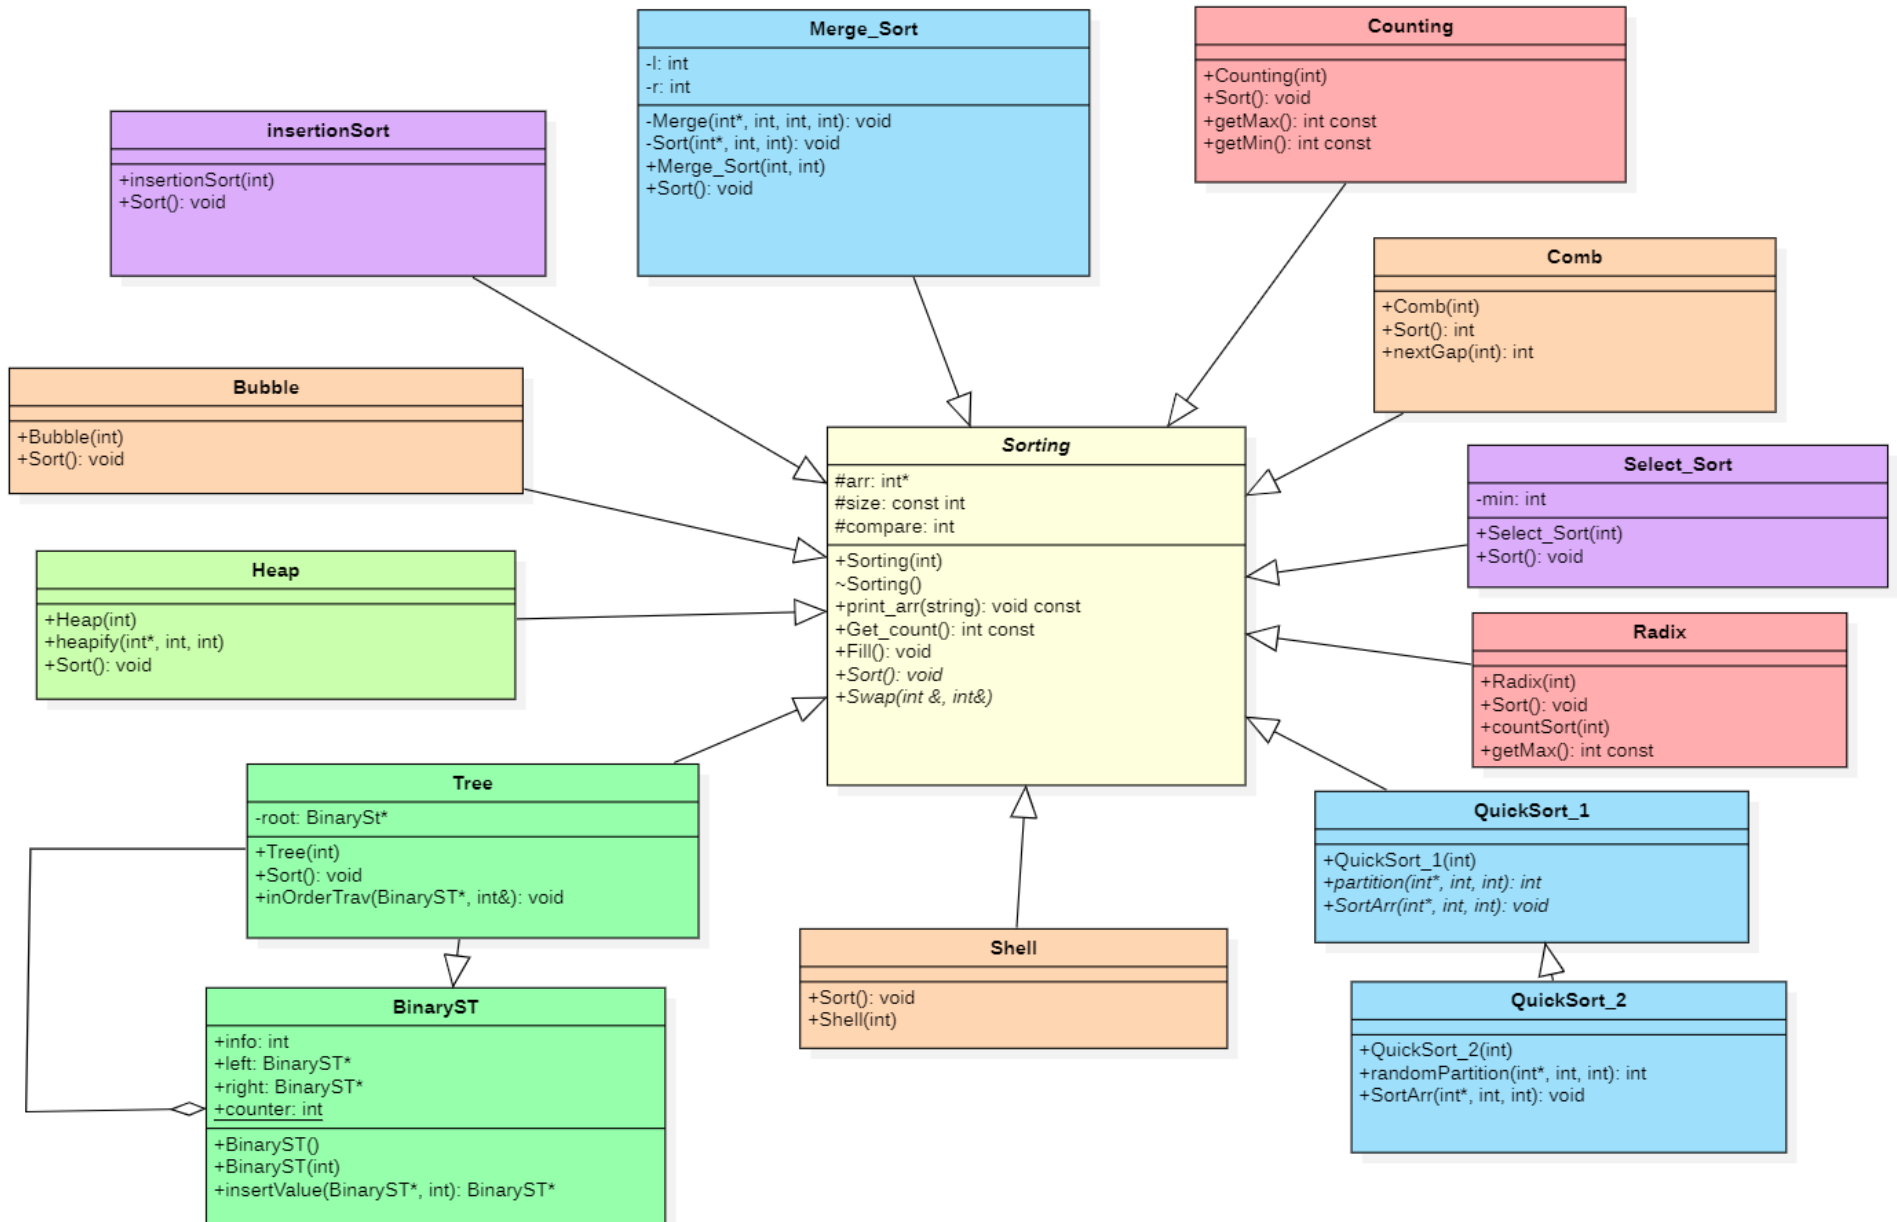 Merge_Sort
-l: int
-r: int
-Merge(int*, int, int, int): void
-Sort(int*, int, int): void
+Merge_Sort(int, int)
+Sort(): void
Counting
+Counting(int)
+Sort(): void
+getMax(): int const
+getMin(): int const
insertionSort
+insertionSort(int)
+Sort(): void
Comb
+Comb(int)
+Sort(): int
+nextGap(int): int
Bubble
+Bubble(int)
+Sort(): void
Sorting
#arr: int*
#size: const int
#compare: int
+Sorting(int)
~Sorting()
+print_arr(string): void const
+Get_count(): int const
+Fill(): void
+Sort(): void
+Swap(int &, int&)
Select_Sort
-min: int
+Select_Sort(int)
+Sort(): void
Heap
+Heap(int)
+heapify(int*, int, int)
+Sort(): void
Radix
+Radix(int)
+Sort(): void
+countSort(int)
+getMax(): int const
Tree
-root: BinarySt*
+Tree(int)
+Sort(): void
+inOrderTrav(BinaryST*, int&): void
QuickSort_1
+QuickSort_1(int)
+partition(int*, int, int): int
+SortArr(int*, int, int): void
Shell
+Sort(): void
+Shell(int)
BinaryST
+info: int
+left: BinaryST*
+right: BinaryST*
+counter: int
+BinaryST()
+BinaryST(int)
+insertValue(BinaryST*, int): BinaryST*
QuickSort_2
+QuickSort_2(int)
+randomPartition(int*, int, int): int
+SortArr(int*, int, int): void